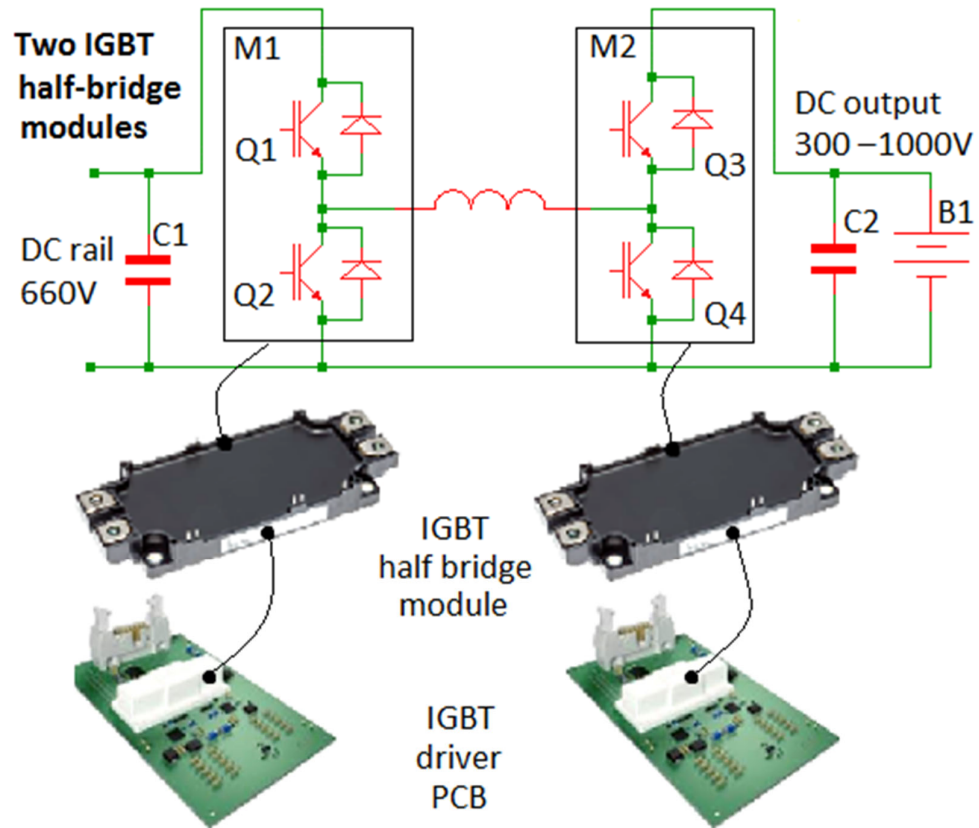 Two IGBT
half-bridge
modules
M1
M2
DC output
300 –1000V
Q1
Q3
C1
C2
B1
DC rail
660V
Q2
Q4
IGBT
half bridge
module
IGBT
driver
PCB